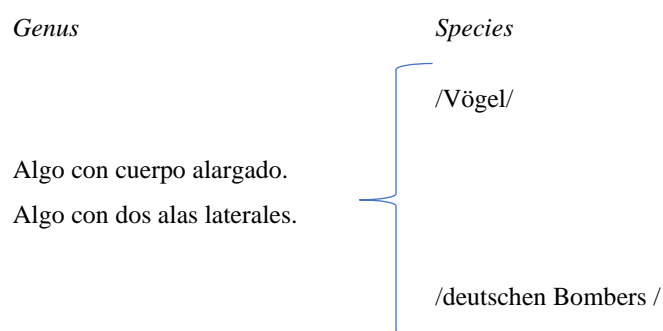 Genus Species
/Vögel/
Algo con cuerpo alargado.
Algo con dos alas laterales.
/deutschen Bombers /